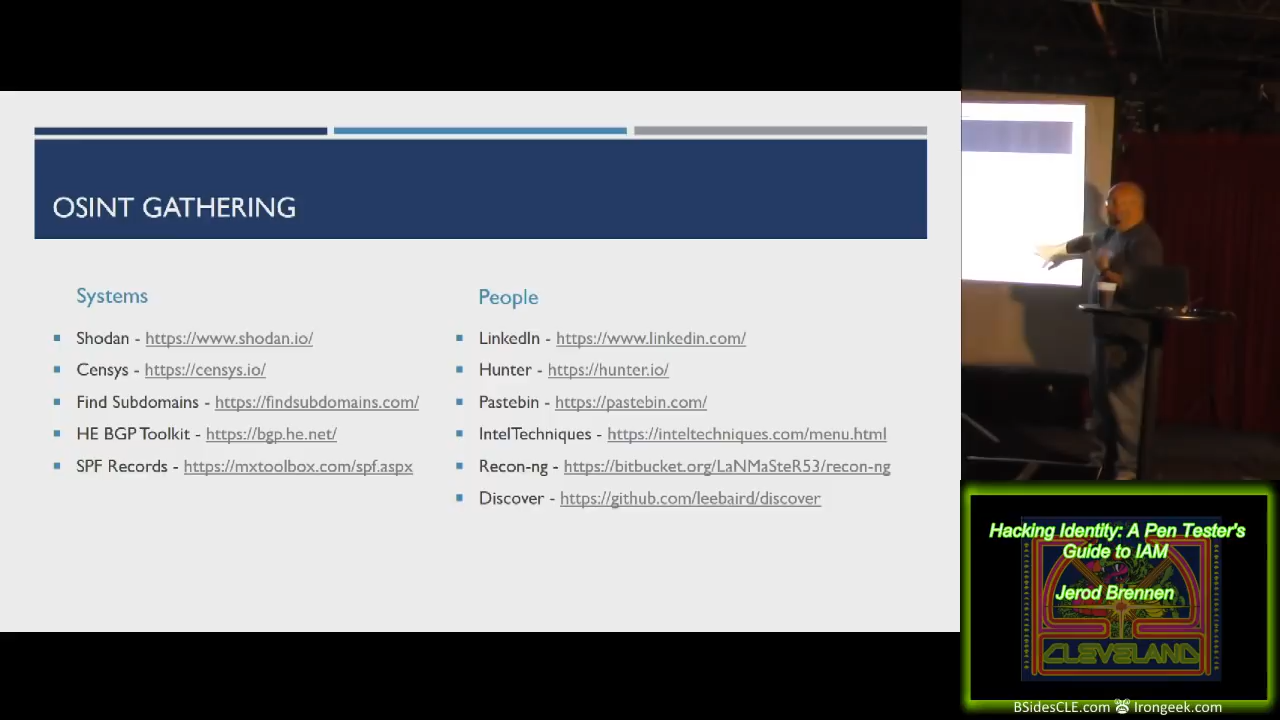 OSINT GATHERING
Systems
Shodan - https://www.shodan.io/
Censys - https://censys.io/
Find Subdomains - https://findsubdomains.com/
HE BGP Toolkit - https://bgp.he.net/
SPF Records - https://mxtoolbox.com/spf.aspx
People
LinkedIn - https://www.linkedin.com/
Hunter - https://hunter.io/
Pastebin - https://pastebin.com/
IntelTechniques - https://inteltechniques.com/menu.html
Recon-ng - https://bitbucket.org/LaNMaSteR53/recon-ng
Discover - https://github.com/leebaird/discover
Hacking Identity: A Pen Tester's
Guide to IAM
Jerod Brennen
CLEVELAND
BSidesCLE.com Irongeek.com